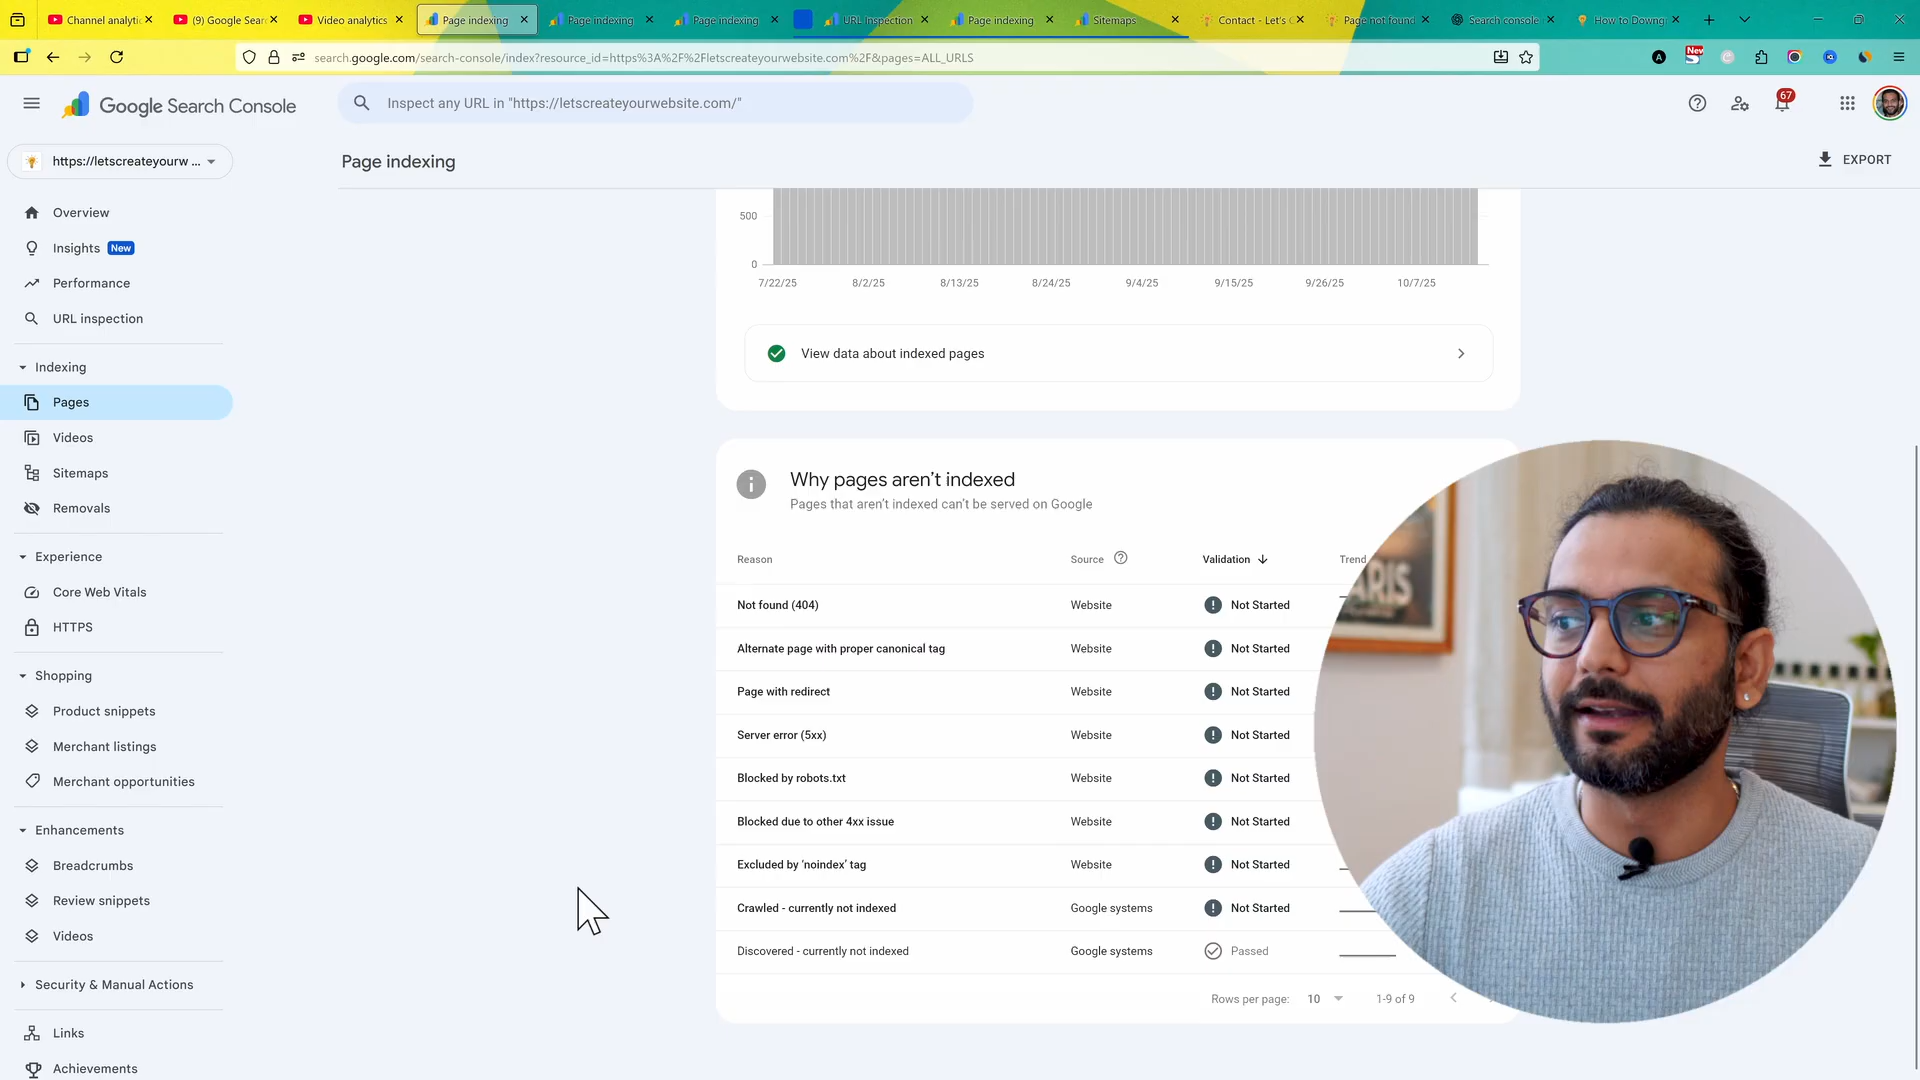 Channel analytic
(9) Google Sear
Video analytics
Page indexing
Page indexing
Page indexing
URL Inspection
Page indexing
Sitemaps
Contact - Let's C
Page not found
Search console
How to Downg
search.google.com/search-console/index?resource_id=https%3A%2F%2Fletscreateyourwebsite.com%2F&pages=ALL_URLS
New
Google Search Console
Inspect any URL in "https://letscreateyourwebsite.com/"
67
https://letscreateyourw ...
Page indexing
EXPORT
Overview
Insights New
Performance
URL inspection
Indexing
Pages
Videos
Sitemaps
Removals
Experience
Core Web Vitals
HTTPS
Shopping
Product snippets
Merchant listings
Merchant opportunities
Enhancements
Breadcrumbs
Review snippets
Videos
Security & Manual Actions
Links
Achievements
500
0
7/22/25 8/2/25 8/13/25 8/24/25 9/4/25 9/15/25 9/26/25 10/7/25
View data about indexed pages
Why pages aren't indexed
Pages that aren't indexed can't be served on Google
Reason Source Validation Trend
Not found (404) Website Not Started
Alternate page with proper canonical tag Website Not Started
Page with redirect Website Not Started
Server error (5xx) Website Not Started
Blocked by robots.txt Website Not Started
Blocked due to other 4xx issue Website Not Started
Excluded by 'noindex' tag Website Not Started
Crawled - currently not indexed Google systems Not Started
Discovered - currently not indexed Google systems Passed
Rows per page: 10 1-9 of 9
ARIS